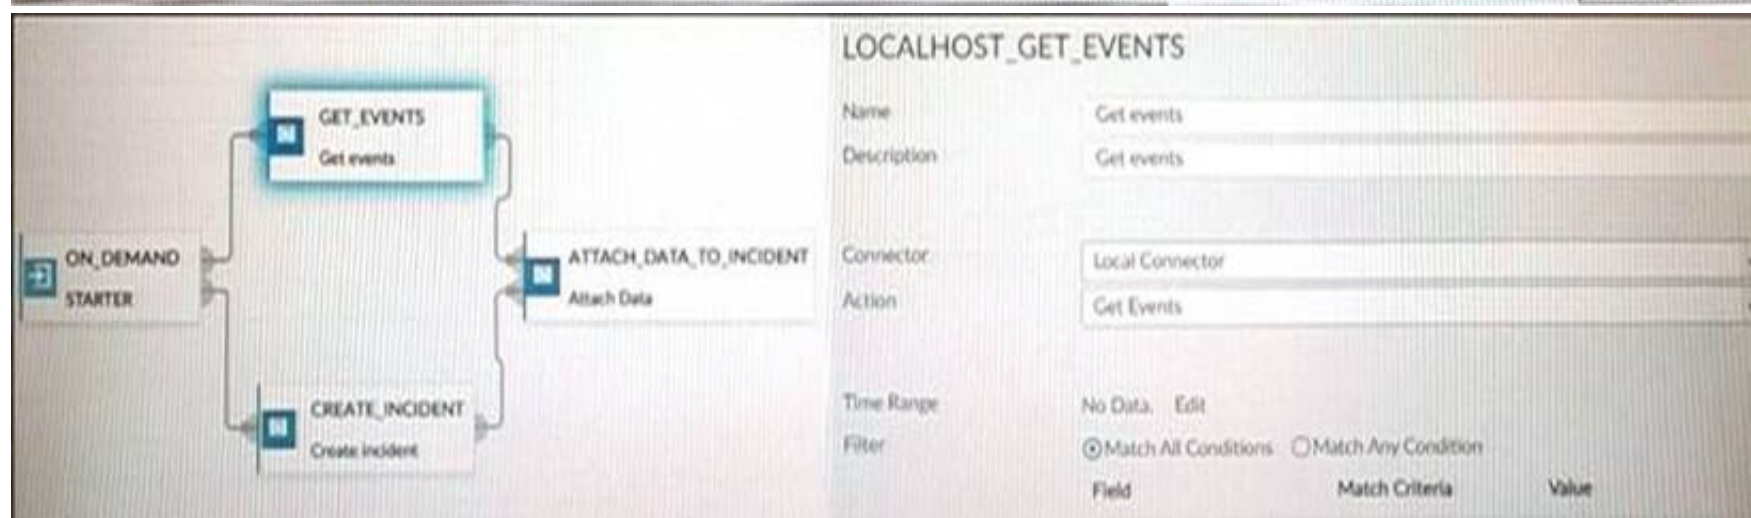 GET_EVENTS
Get events
ON_DEMAND
STARTER
ATTACH_DATA_TO_INCIDENT
Attach Data
CREATE_INCIDENT
Create incident
LOCALHOST_GET_EVENTS
Name Get events
Description Get events
Connector Local Connector
Action Get Events
Time Range No Data. Edit
Filter Match All Conditions Match Any Condition
Field Match Criteria Value